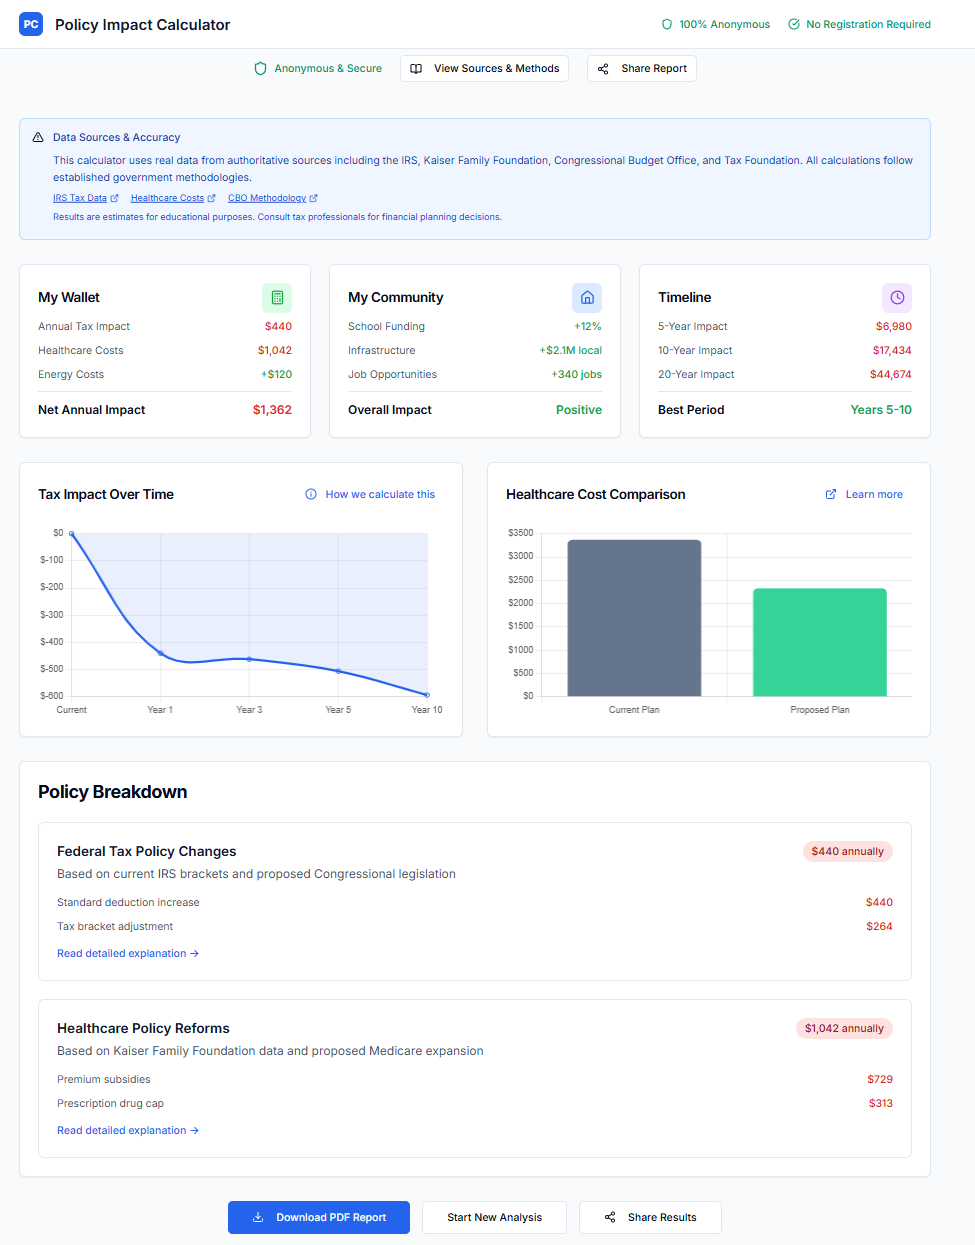 PC Policy Impact Calculator
100% Anonymous No Registration Required
Anonymous & Secure View Sources & Methods Share Report
Data Sources & Accuracy
This calculator uses real data from authoritative sources including the IRS, Kaiser Family Foundation, Congressional Budget Office, and Tax Foundation. All calculations follow
established government methodologies.
IRS Tax Data Healthcare Costs CBO Methodology
Results are estimates for educational purposes. Consult tax professionals for financial planning decisions.
My Wallet
Annual Tax Impact $440
Healthcare Costs $1,042
Energy Costs +$120
Net Annual Impact $1,362
My Community
School Funding +12%
Infrastructure +$2.1M local
Job Opportunities +340 jobs
Overall Impact Positive
Timeline
5-Year Impact $6,980
10-Year Impact $17,434
20-Year Impact $44,674
Best Period Years 5-10
Tax Impact Over Time How we calculate this
$0
$-100
$-200
$-300
$-400
$-500
$-600
Current Year 1 Year 3 Year 5 Year 10
Healthcare Cost Comparison Learn more
$3500
$3000
$2500
$2000
$1500
$1000
$500
$0
Current Plan Proposed Plan
Policy Breakdown
Federal Tax Policy Changes $440 annually
Based on current IRS brackets and proposed Congressional legislation
Standard deduction increase $440
Tax bracket adjustment $264
Read detailed explanation →
Healthcare Policy Reforms $1,042 annually
Based on Kaiser Family Foundation data and proposed Medicare expansion
Premium subsidies $729
Prescription drug cap $313
Read detailed explanation →
Download PDF Report Start New Analysis Share Results